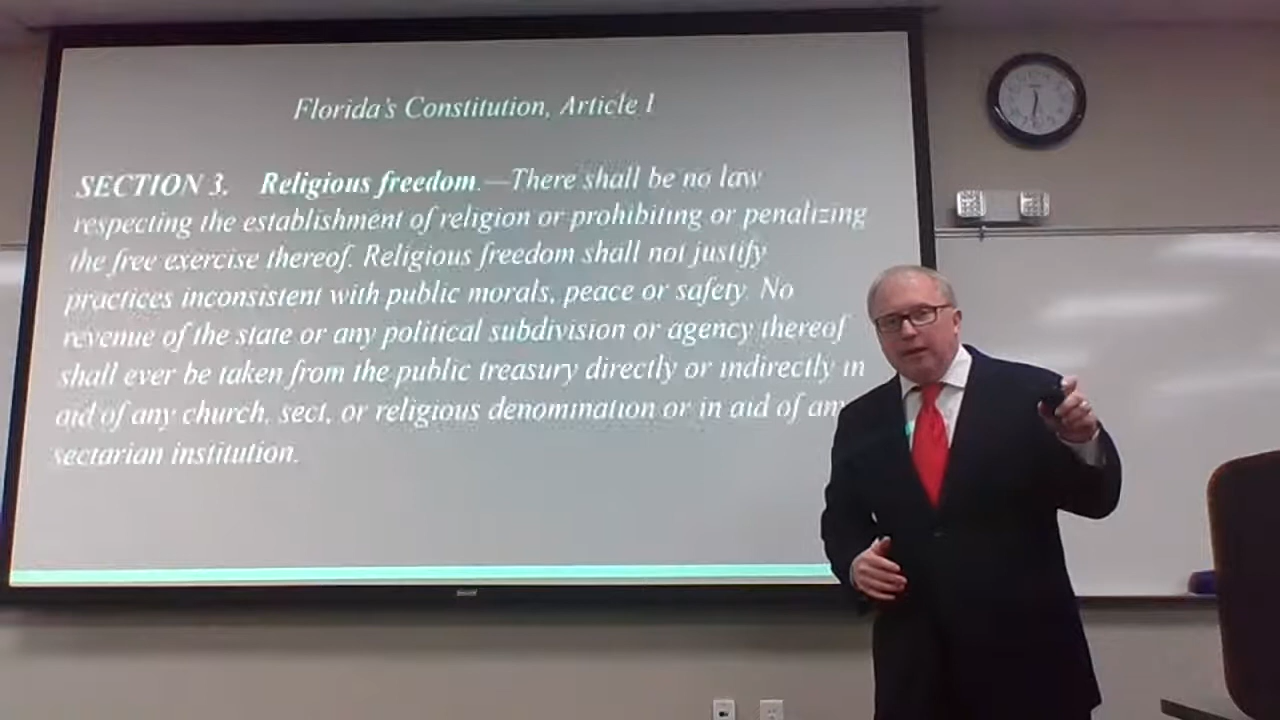 Florida's Constitution, Article I
SECTION 3. Religious freedom.—There shall be no law
respecting the establishment of religion or prohibiting or penalizing
the free exercise thereof. Religious freedom shall not justify
practices inconsistent with public morals, peace or safety. No
revenue of the state or any political subdivision or agency thereof
shall ever be taken from the public treasury directly or indirectly in
aid of any church, sect, or religious denomination or in aid of any
sectarian institution.